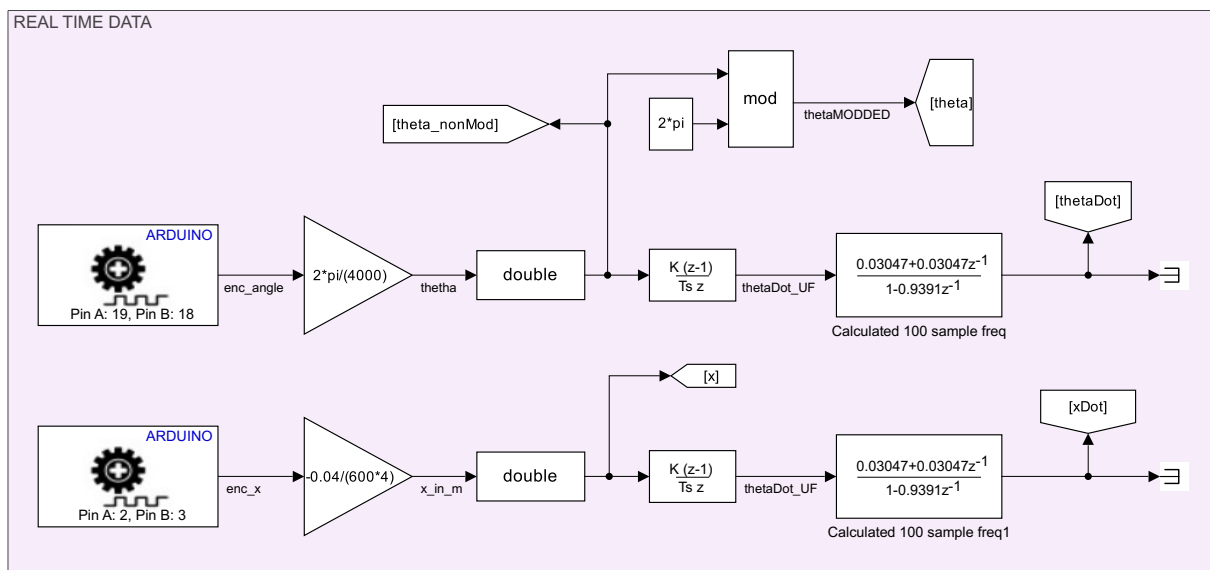 REAL TIME DATA
mod
[theta]
[theta_nonMod]
2*pi
thetaMODDED
[thetaDot]
ARDUINO
Pin A: 19, Pin B: 18
enc_angle
2*pi/(4000)
thetha
double
K (z-1)
Ts z
thetaDot_UF
0.03047+0.03047z-1
1-0.9391z-1
Calculated 100 sample freq
[x]
[xDot]
ARDUINO
Pin A: 2, Pin B: 3
enc_x
-0.04/(600*4)
x_in_m
double
K (z-1)
Ts z
thetaDot_UF
0.03047+0.03047z-1
1-0.9391z-1
Calculated 100 sample freq1